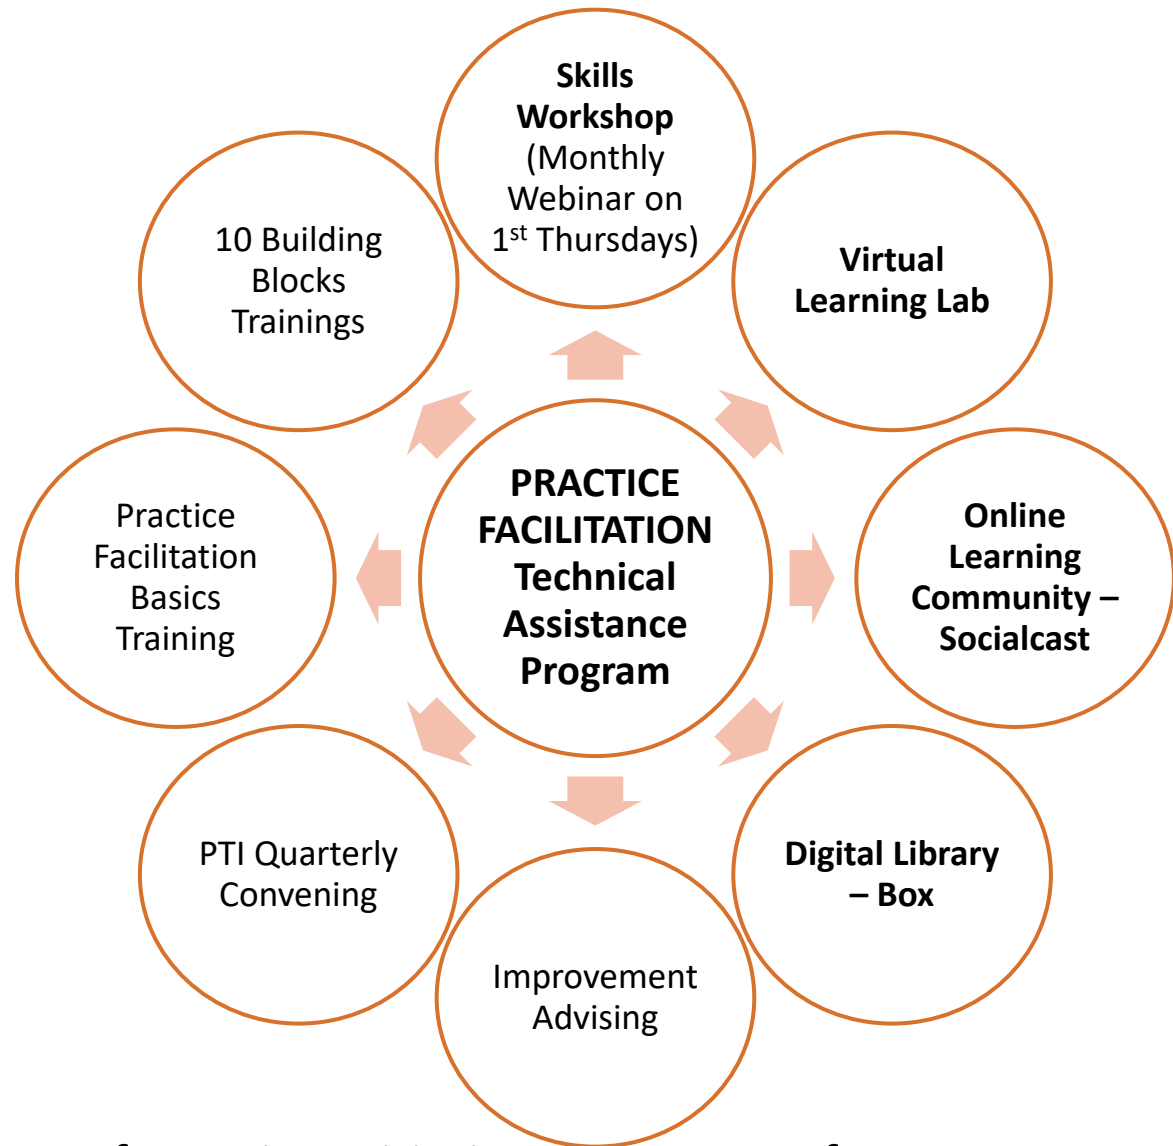 Skills
Workshop
(Monthly
Webinar on
1st Thursdays)
Virtual
Learning Lab
Online
Learning
Community –
Socialcast
Digital Library
– Box
Improvement
Advising
PTI Quarterly
Convening
Practice
Facilitation
Basics
Training
10 Building
Blocks
Trainings
PRACTICE
FACILITATION
Technical
Assistance
Program